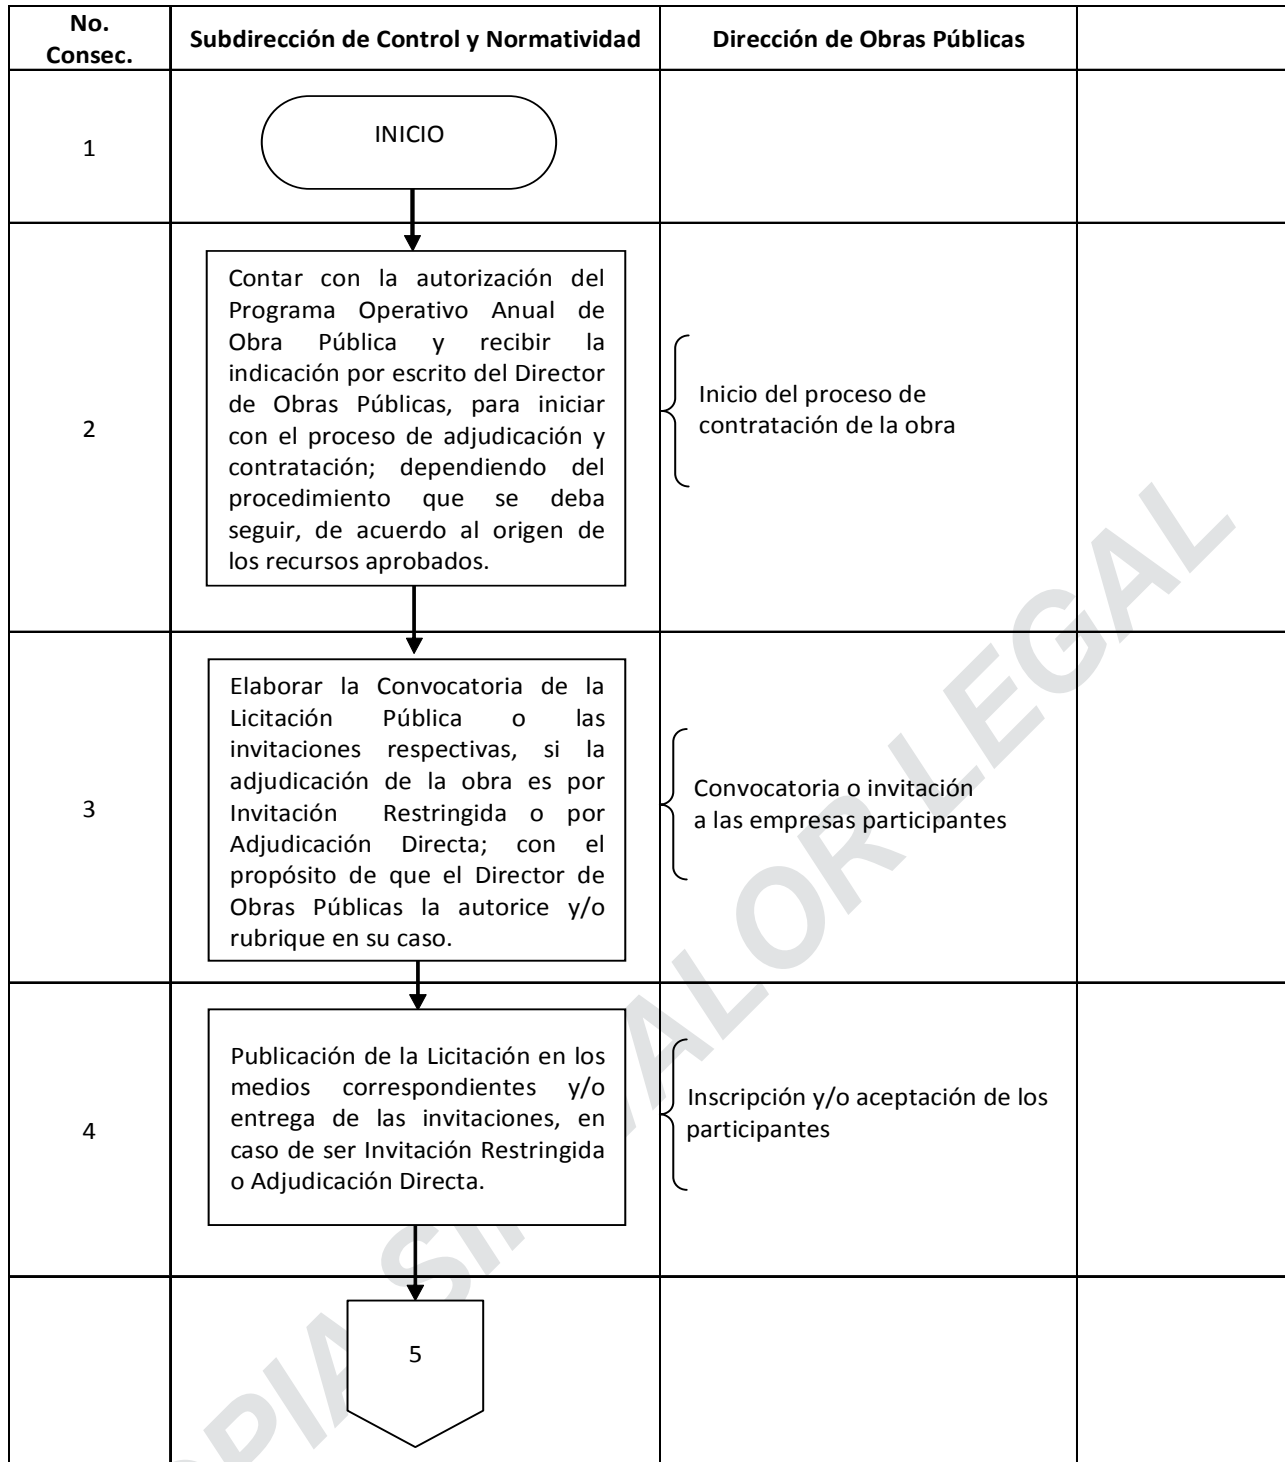 No.
Consec.
Subdirección de Control y Normatividad
Dirección de Obras Públicas
1
INICIO
2
Contar con la autorización del
Programa Operativo Anual de
Obra Pública y recibir la
indicación por escrito del Director
de Obras Públicas, para iniciar
con el proceso de adjudicación y
contratación; dependiendo del
procedimiento que se deba
seguir, de acuerdo al origen de
los recursos aprobados.
Inicio del proceso de
contratación de la obra
3
Elaborar la Convocatoria de la
Licitación Pública o las
invitaciones respectivas, si la
adjudicación de la obra es por
Invitación Restringida o por
Adjudicación Directa; con el
propósito de que el Director de
Obras Públicas la autorice y/o
rubrique en su caso.
Convocatoria o invitación
a las empresas participantes
4
Publicación de la Licitación en los
medios correspondientes y/o
entrega de las invitaciones, en
caso de ser Invitación Restringida
o Adjudicación Directa.
Inscripción y/o aceptación de los
participantes
5
LEGAL